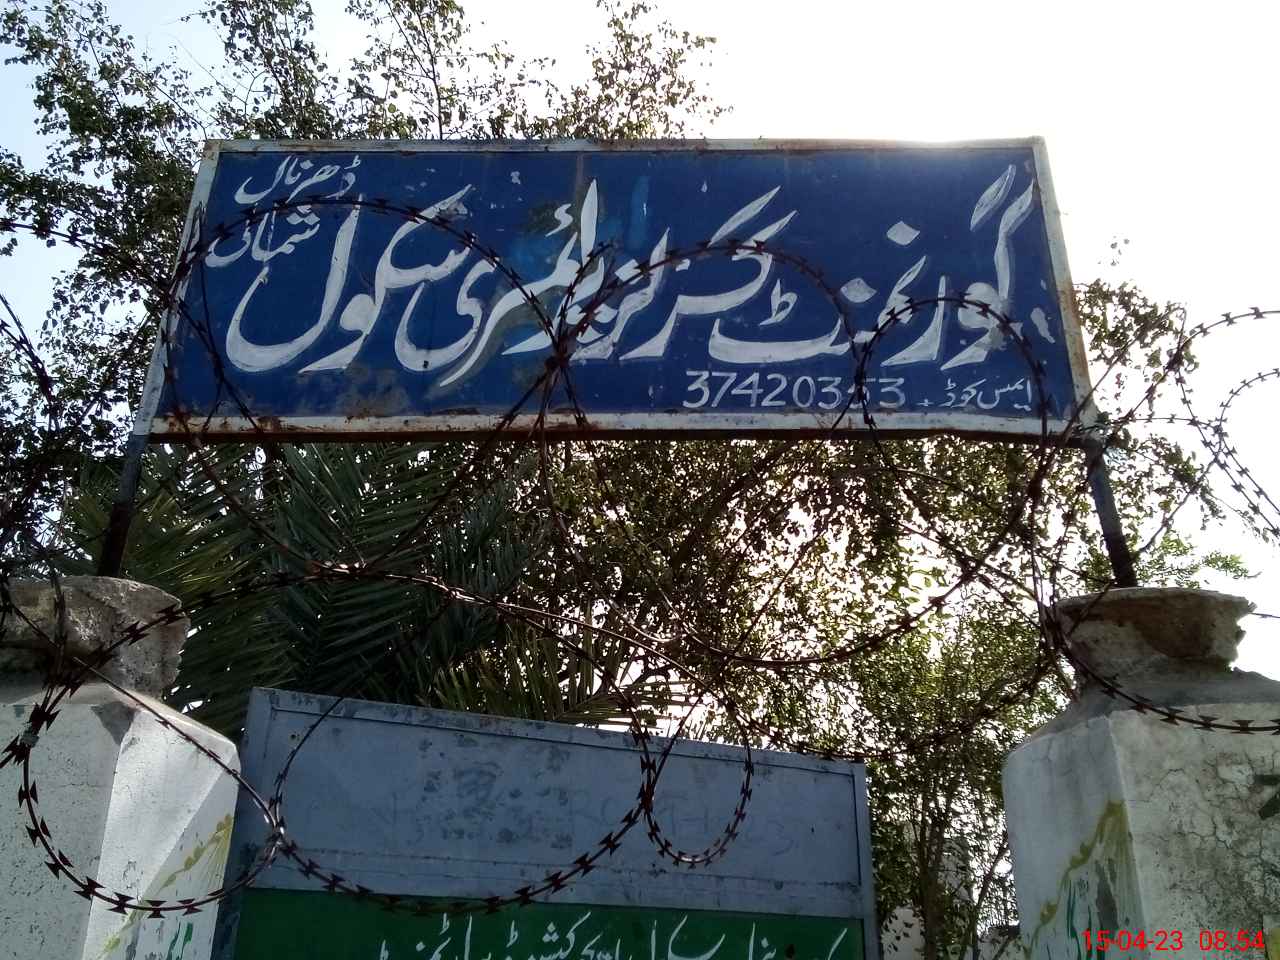 گورنمنٹ گرلز پرائمری سکول
ڈھرنال
شمالی
ایمس کوڈ۔ 37420353
15-04-23 08:54